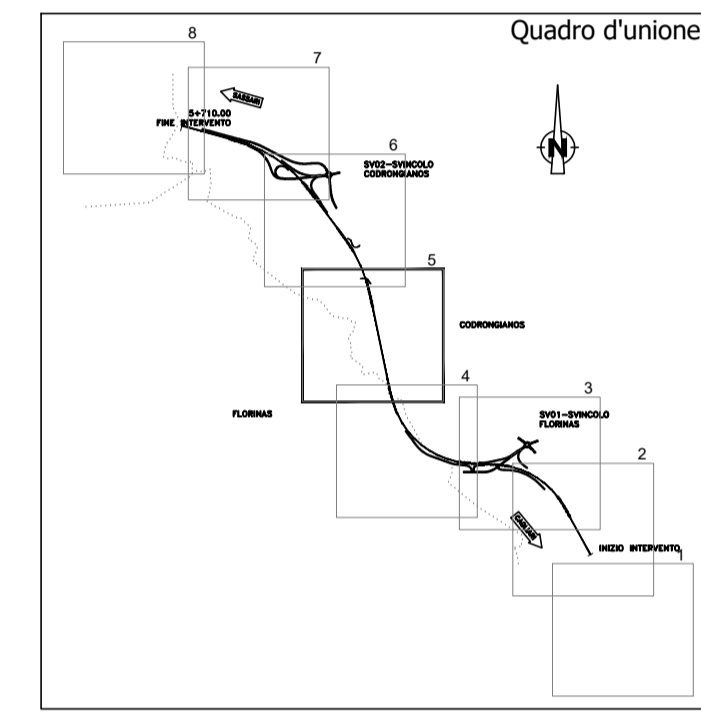 Quadro d'unione
8
7
SASSARI
5+710.00
FINE INTERVENTO
N
6
SV02-SVINCOLO
CODRONGIANOS
5
CODRONGIANOS
4
3
FLORINAS
SV01-SVINCOLO
FLORINAS
2
CAGLIARI
INIZIO INTERVENTO
1